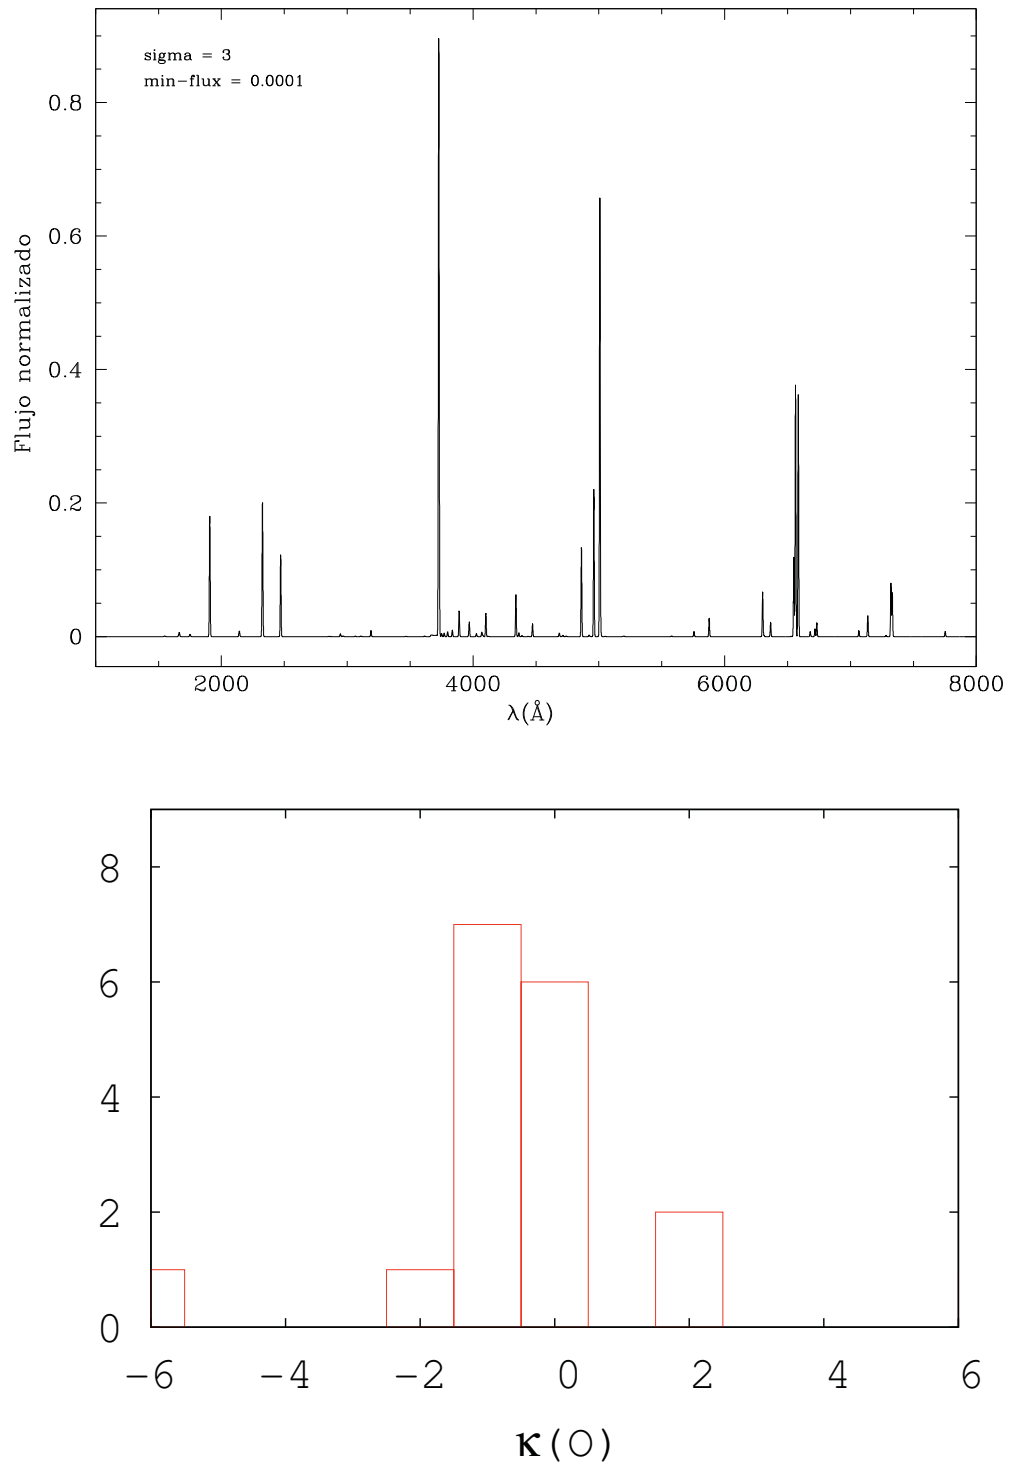 sigma = 3
min-flux = 0.0001
0.8
0.6
0.4
0.2
0
Flujo normalizado
2000 4000 6000 8000
λ(Å)
8
6
4
2
0
-6 -4 -2 0 2 4 6
κ(O)